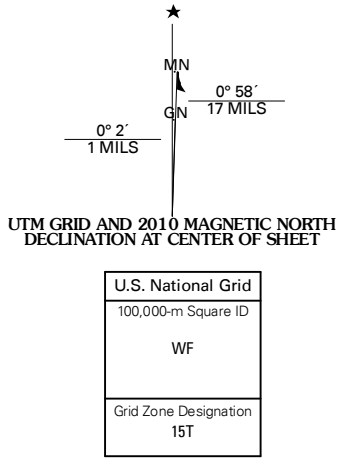 ★
MN
0° 58´
17 MILS
GN
0° 2´
1 MILS
UTM GRID AND 2010 MAGNETIC NORTH
DECLINATION AT CENTER OF SHEET
U.S. National Grid
100,000-m Square ID
WF
Grid Zone Designation
15T